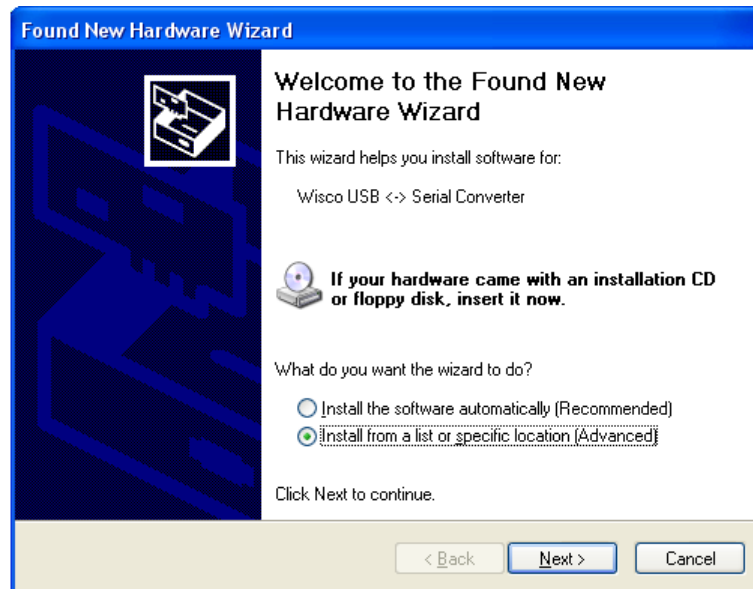 Found New Hardware Wizard
Welcome to the Found New
Hardware Wizard
This wizard helps you install software for:
Wisco USB <-> Serial Converter
If your hardware came with an installation CD
or floppy disk, insert it now.
What do you want the wizard to do?
Install the software automatically (Recommended)
Install from a list or specific location (Advanced)
Click Next to continue.
< Back Next > Cancel